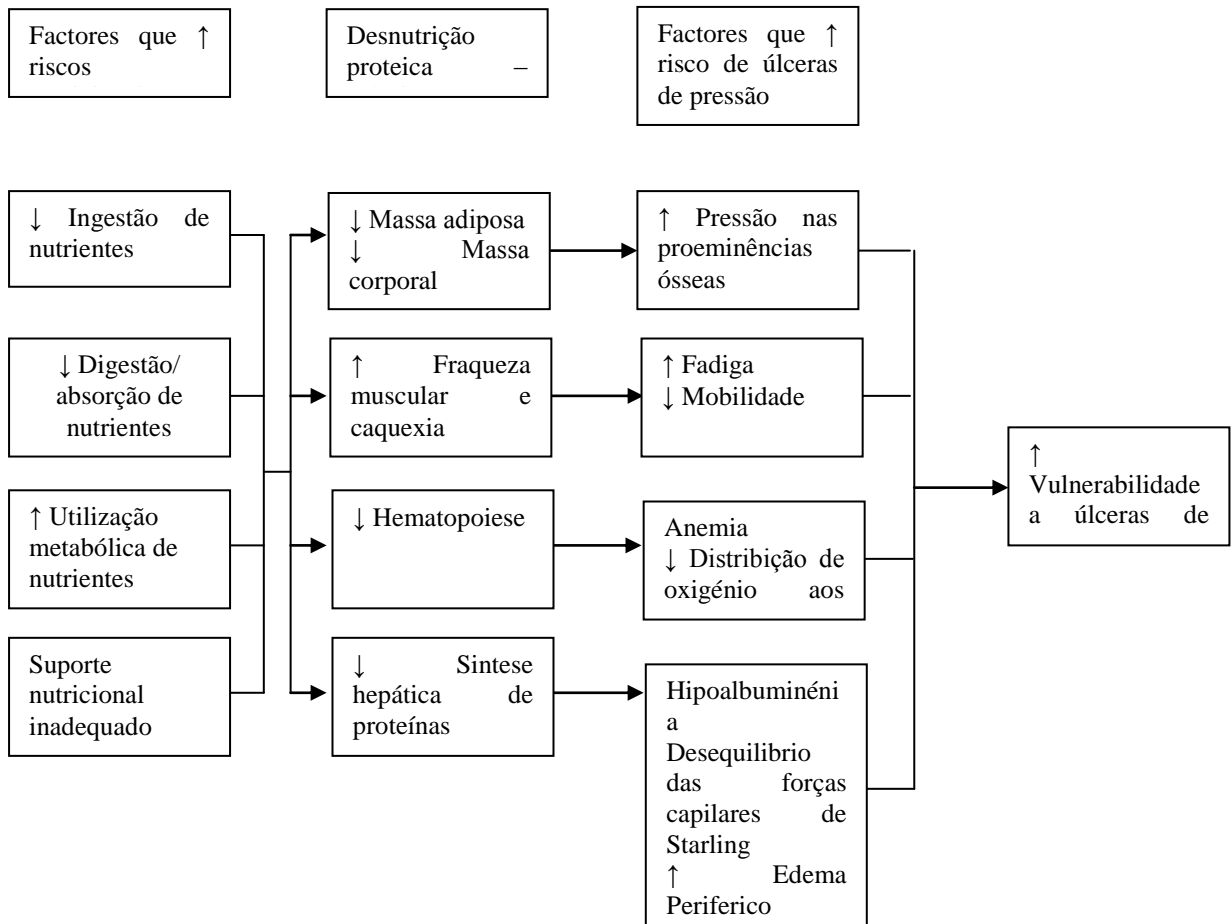 Factores que ↑
riscos
Desnutrição
proteica –
Factores que ↑
risco de úlceras
de pressão
↓ Ingestão de
nutrientes
↓ Massa adiposa
↓ Massa
corporal
↑ Pressão nas
proeminências
ósseas
↓ Digestão/
absorção de
nutrientes
↑ Fraqueza
muscular e
caquexia
↑ Fadiga
↓ Mobilidade
↑
Vulnerabilidade
a úlceras de
↑ Utilização
metabólica de
nutrientes
↓ Hematopoiese
Anemia
↓ Distribição de
oxigénio aos
Suporte
nutricional
inadequado
↓ Sintese
hepática de
proteínas
Hipoalbuminéni
a
Desequilibrio
das forças
capilares de
Starling
↑ Edema
Periferico